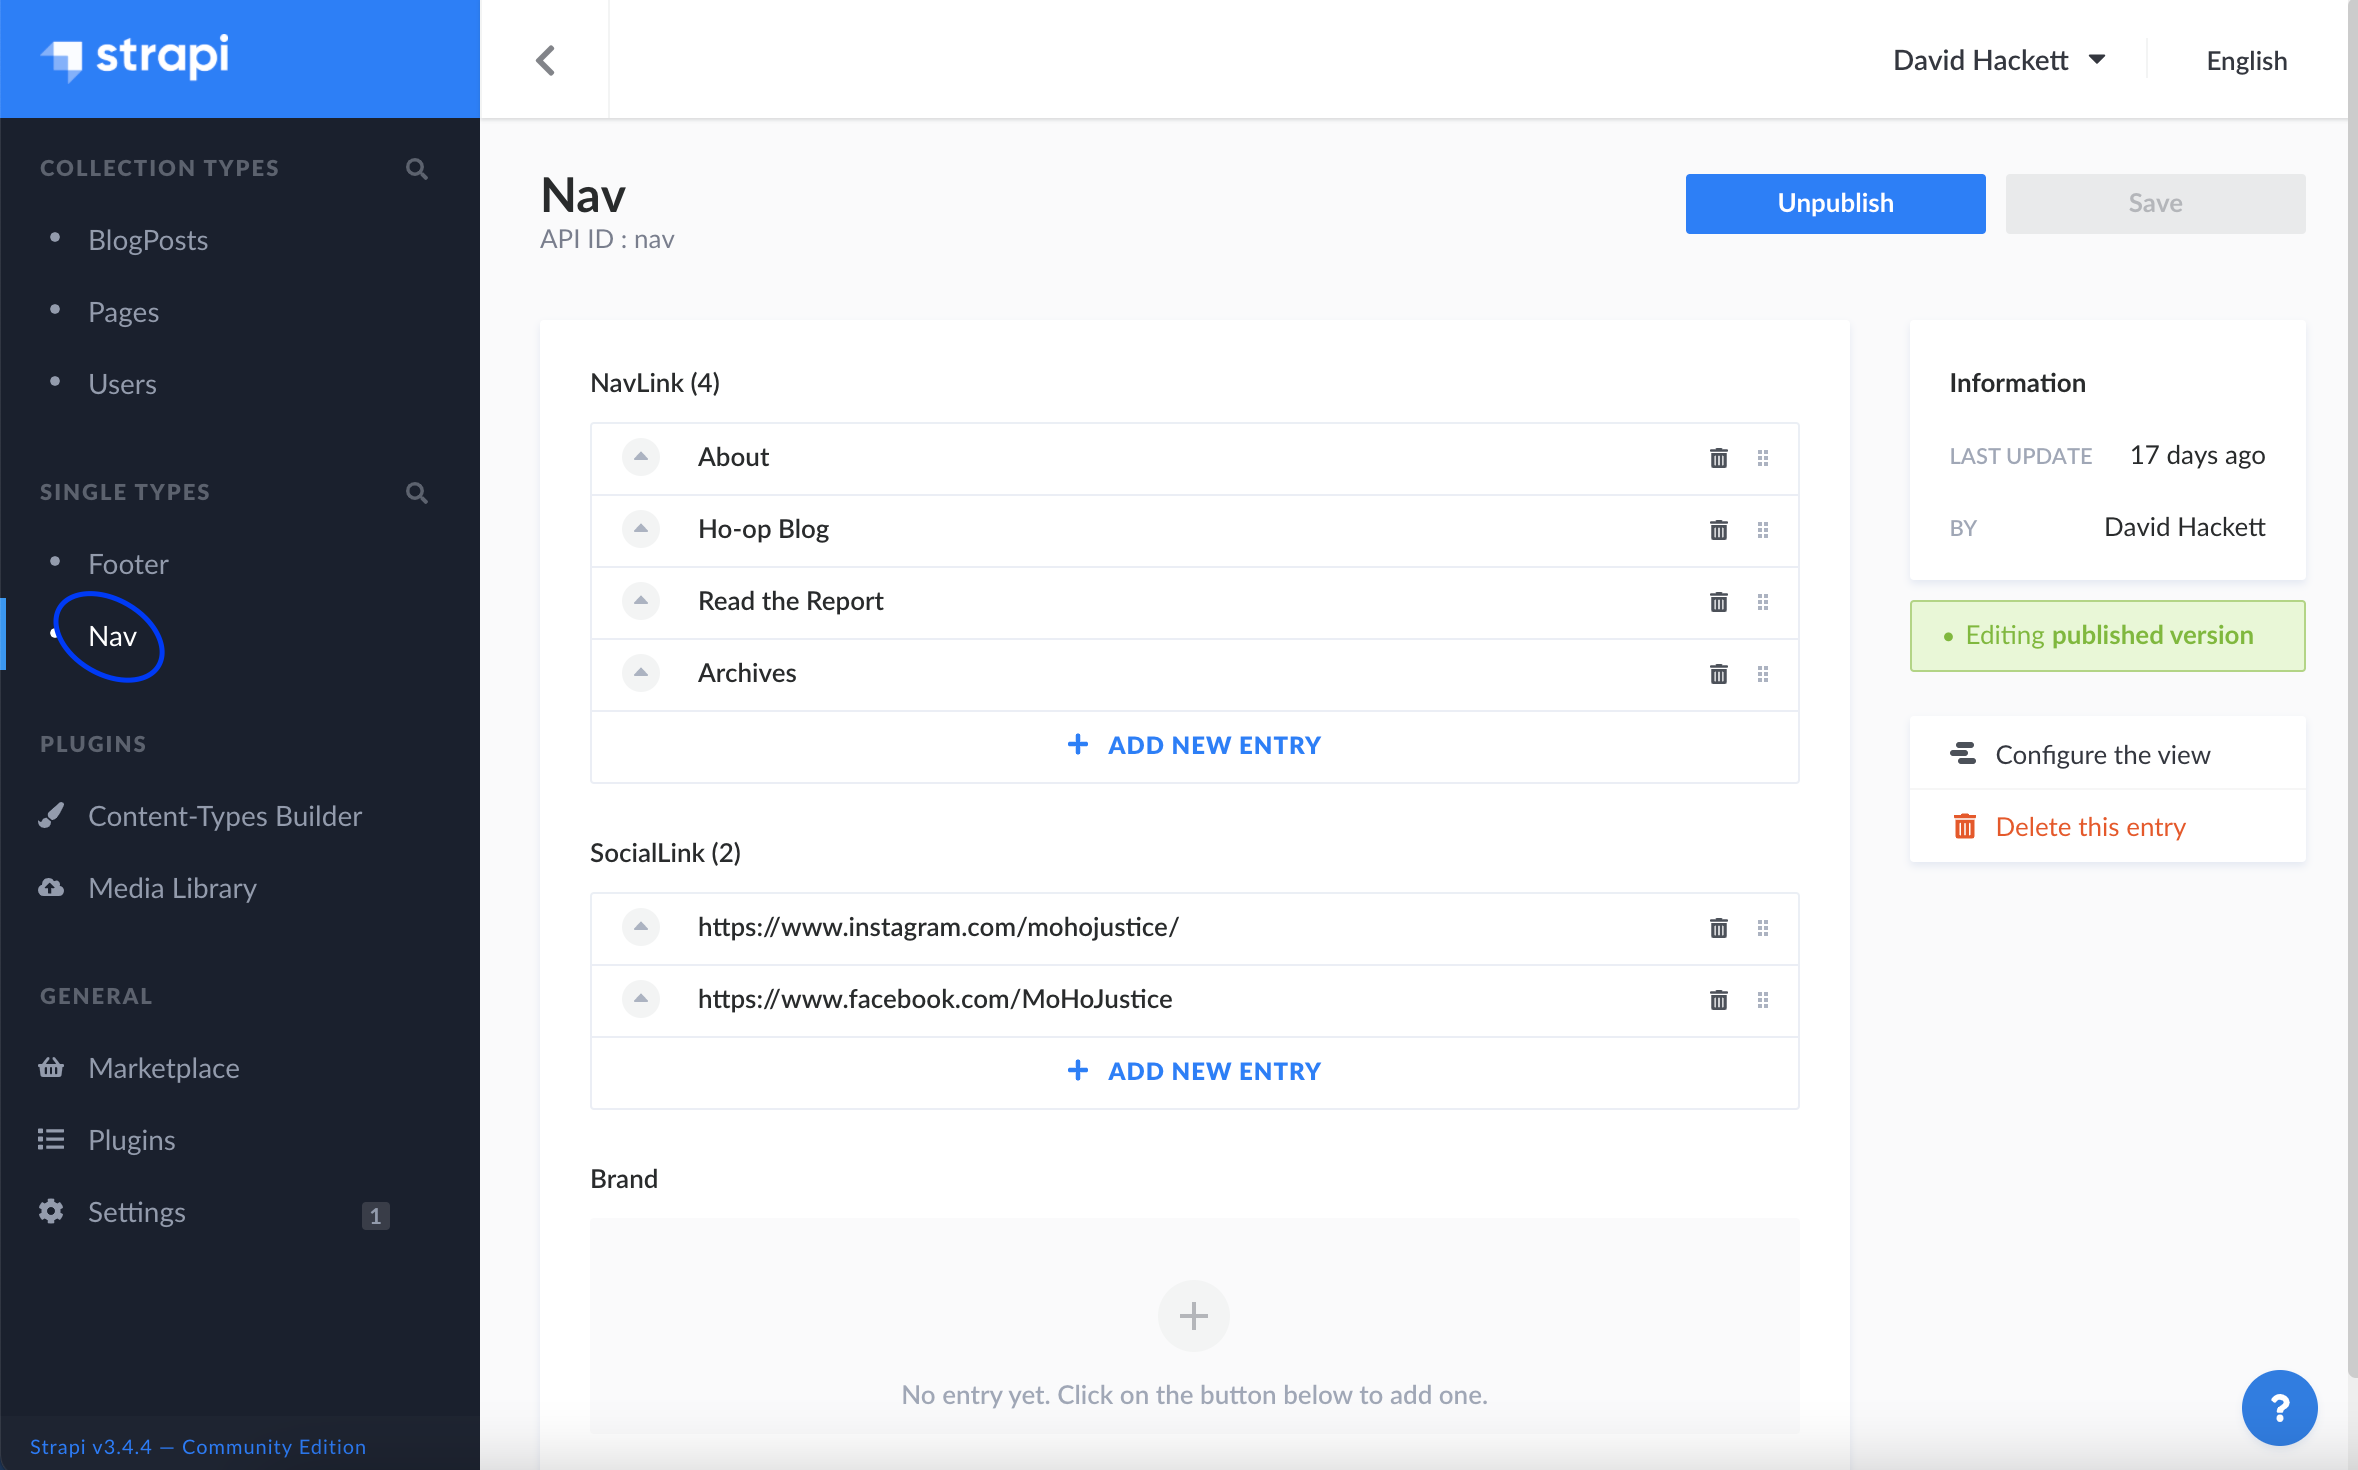 strapi
David Hackett
English
COLLECTION TYPES
BlogPosts
Pages
Users
SINGLE TYPES
Footer
Nav
PLUGINS
Content-Types Builder
Media Library
GENERAL
Marketplace
Plugins
Settings
1
Strapi v3.4.4 — Community Edition
Nav
API ID : nav
Unpublish
Save
NavLink (4)
About
Ho-op Blog
Read the Report
Archives
+ ADD NEW ENTRY
SocialLink (2)
https://www.instagram.com/mohojustice/
https://www.facebook.com/MoHoJustice
+ ADD NEW ENTRY
Brand
+
No entry yet. Click on the button below to add one.
Information
LAST UPDATE 17 days ago
BY David Hackett
• Editing published version
Configure the view
Delete this entry
?